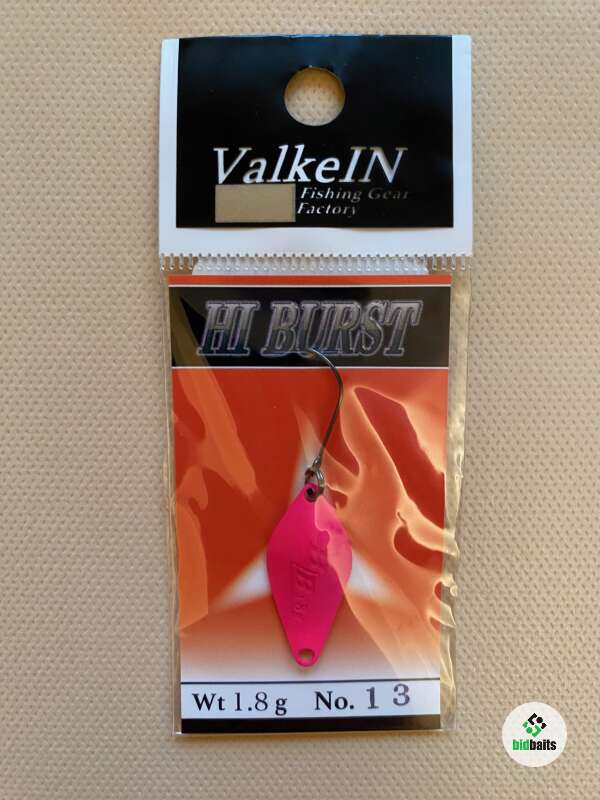 ValkeIN
Fishing Gear
Factory
HI BURST
Wt 1.8g No. 13
bidbaits